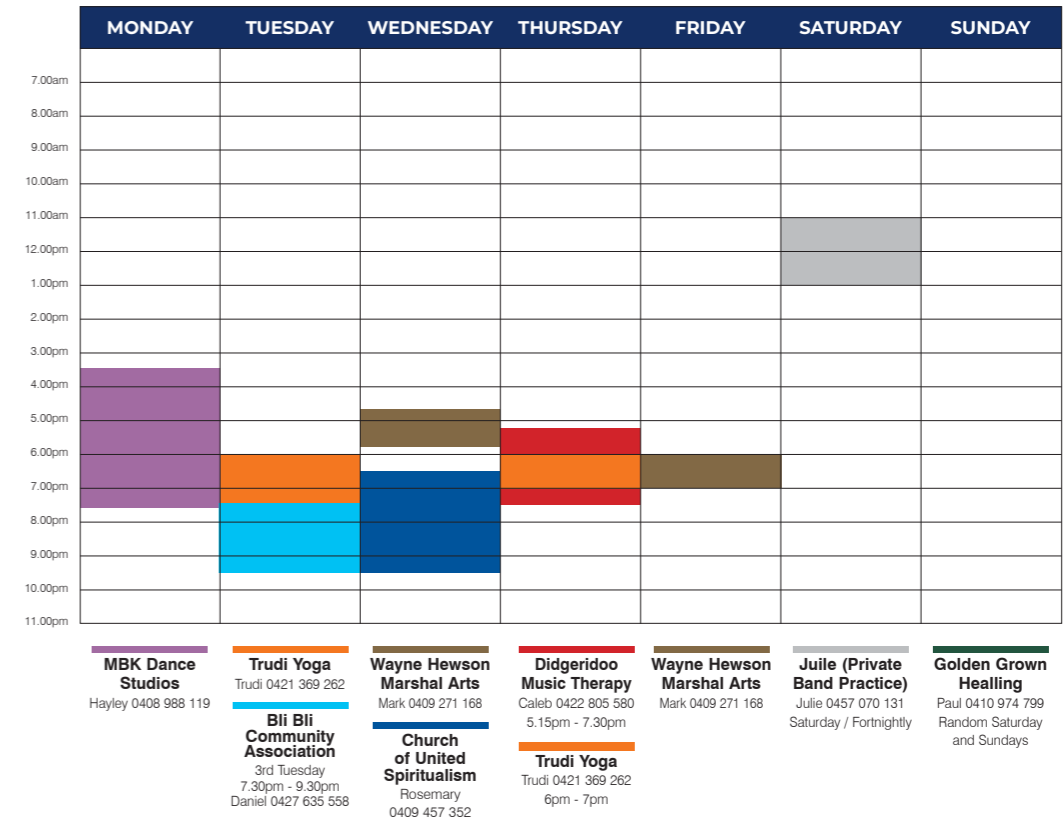 MONDAY TUESDAY WEDNESDAY THURSDAY FRIDAY SATURDAY SUNDAY
7.00am
8.00am
9.00am
10.00am
11.00am
12.00pm
1.00pm
2.00pm
3.00pm
4.00pm
5.00pm
6.00pm
7.00pm
8.00pm
9.00pm
10.00pm
11.00pm
MBK Dance
Studios
Hayley 0408 988 119
Trudi Yoga
Trudi 0421 369 262
Bli Bli
Community
Association
3rd Tuesday
7.30pm - 9.30pm
Daniel 0427 635 558
Wayne Hewson
Marshal Arts
Mark 0409 271 168
Church
of United
Spiritualism
Rosemary
0409 457 352
Didgeridoo
Music Therapy
Caleb 0422 805 580
5.15pm - 7.30pm
Trudi Yoga
Trudi 0421 369 262
6pm - 7pm
Wayne Hewson
Marshal Arts
Mark 0409 271 168
Juile (Private
Band Practice)
Julie 0457 070 131
Saturday / Fortnightly
Golden Grown
Healling
Paul 0410 974 799
Random Saturday
and Sundays